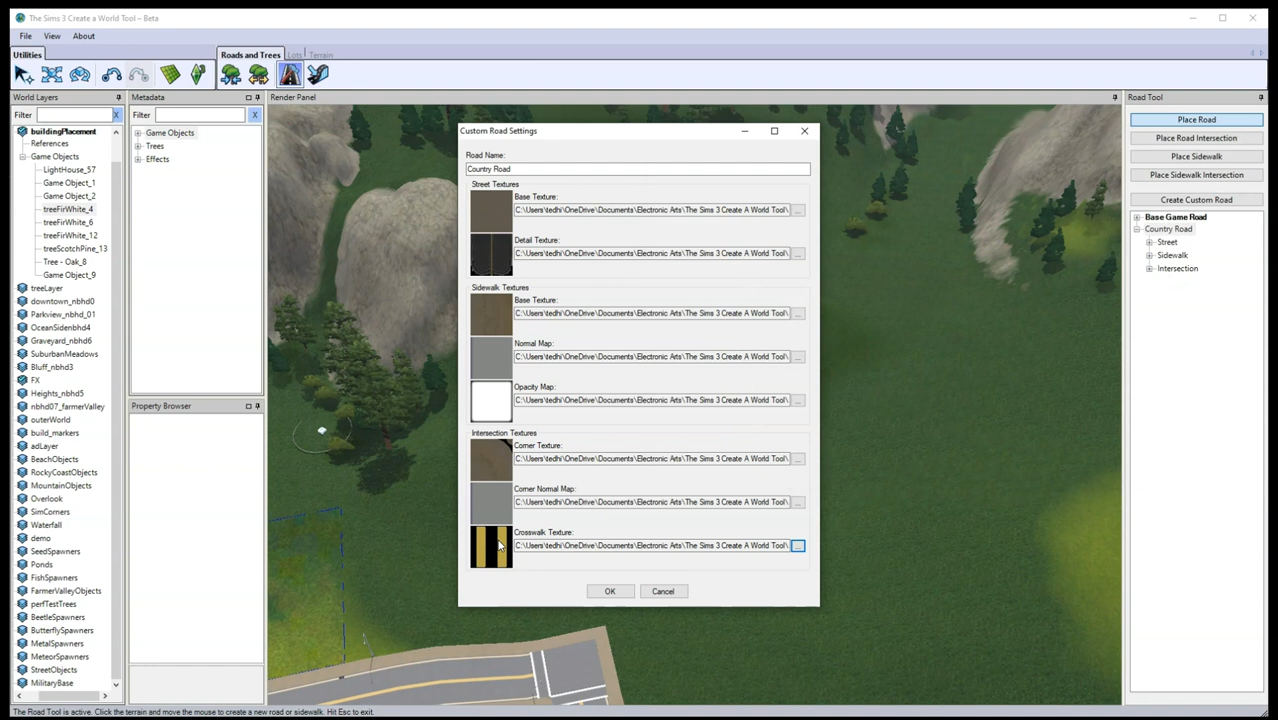 The Sims 3 Create a World Tool – Beta
File View About
Utilities
Roads and Trees Lots Terrain
World Layers
Filter X
buildingPlacement
References
Game Objects
LightHouse_57
Game Object_1
Game Object_2
treeFirWhite_4
treeFirWhite_6
treeFirWhite_12
treeScotchPine_13
Tree - Oak_8
Game Object_9
treeLayer
downtown_nbhd0
Parkview_nbhd_01
OceanSidenbhd4
Graveyard_nbhd6
SuburbanMeadows
Bluff_nbhd3
FX
Heights_nbhd5
nbhd07_farmerValley
outerWorld
build_markers
adLayer
BeachObjects
RockyCoastObjects
MountainObjects
Overlook
SimCorners
Waterfall
demo
SeedSpawners
Ponds
FishSpawners
FarmerValleyObjects
perfTestTrees
BeetleSpawners
ButterflySpawners
MetalSpawners
MeteorSpawners
StreetObjects
MilitaryBase
Metadata
Filter X
Game Objects
Trees
Effects
Property Browser
Render Panel
Custom Road Settings
Road Name:
Country Road
Street Textures
Base Texture:
C:\Users\tedhi\OneDrive\Documents\Electronic Arts\The Sims 3 Create A World Tool\ ...
Detail Texture:
C:\Users\tedhi\OneDrive\Documents\Electronic Arts\The Sims 3 Create A World Tool\ ...
Sidewalk Textures
Base Texture:
C:\Users\tedhi\OneDrive\Documents\Electronic Arts\The Sims 3 Create A World Tool\ ...
Normal Map:
C:\Users\tedhi\OneDrive\Documents\Electronic Arts\The Sims 3 Create A World Tool\ ...
Opacity Map:
C:\Users\tedhi\OneDrive\Documents\Electronic Arts\The Sims 3 Create A World Tool\ ...
Intersection Textures
Corner Texture:
C:\Users\tedhi\OneDrive\Documents\Electronic Arts\The Sims 3 Create A World Tool\ ...
Corner Normal Map:
C:\Users\tedhi\OneDrive\Documents\Electronic Arts\The Sims 3 Create A World Tool\ ...
Crosswalk Texture:
C:\Users\tedhi\OneDrive\Documents\Electronic Arts\The Sims 3 Create A World Tool\ ...
OK Cancel
Road Tool
Place Road
Place Road Intersection
Place Sidewalk
Place Sidewalk Intersection
Create Custom Road
Base Game Road
Country Road
Street
Sidewalk
Intersection
The Road Tool is active. Click the terrain and move the mouse to create a new road or sidewalk. Hit Esc to exit.